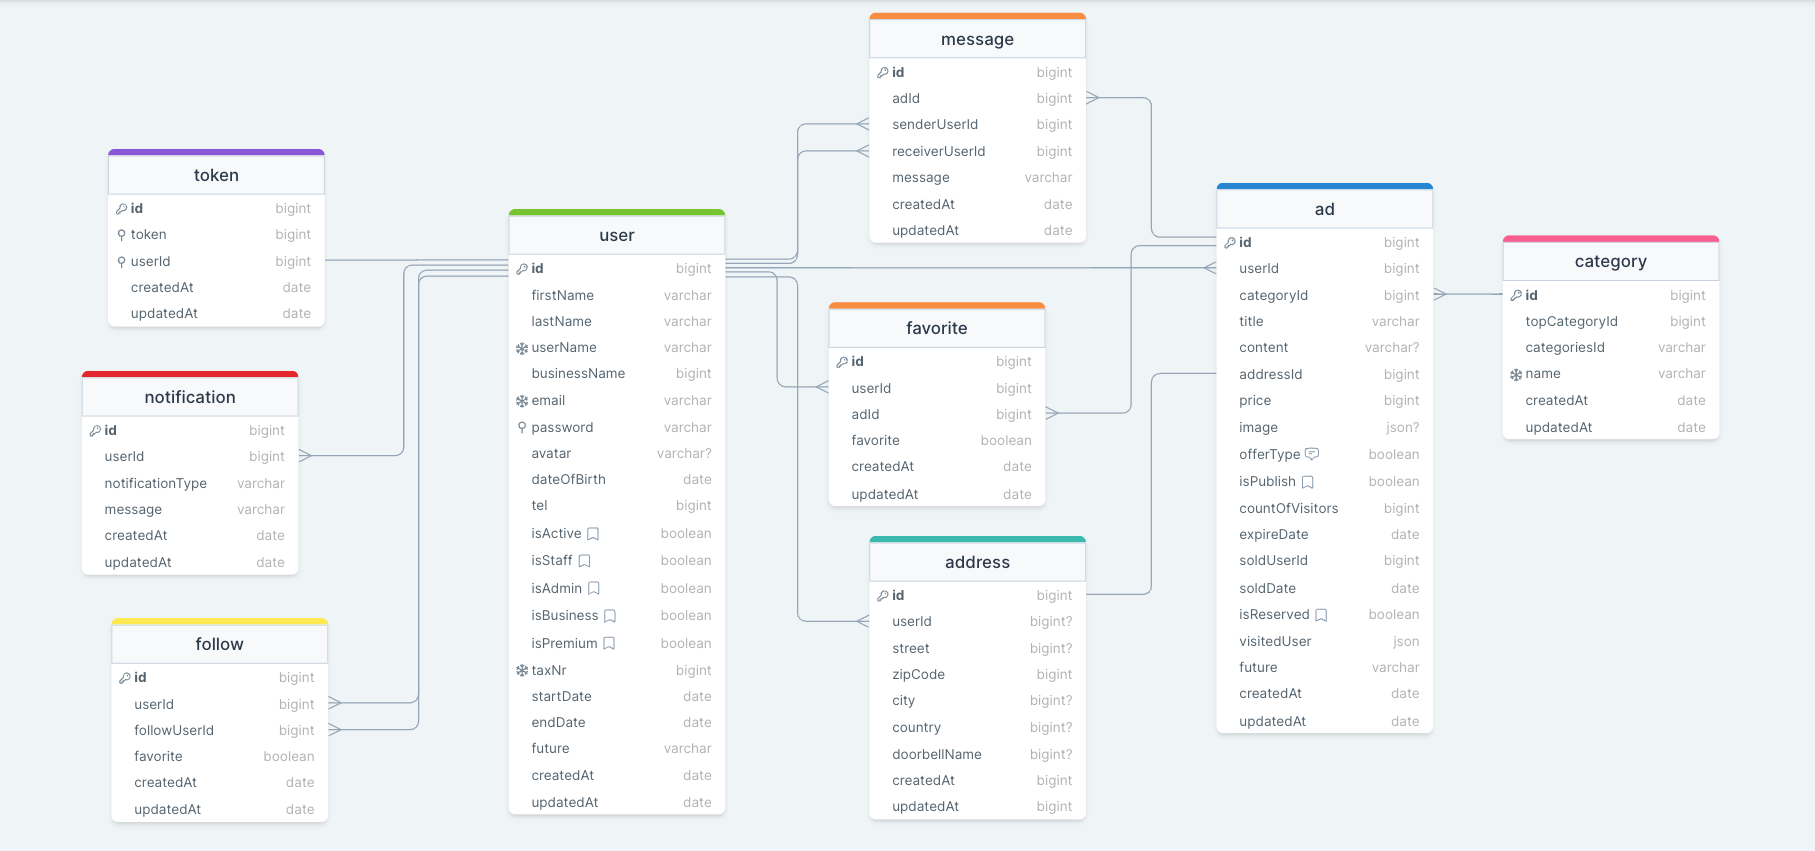 message
id bigint
adId bigint
senderUserId bigint
receiverUserId bigint
message varchar
createdAt date
updatedAt date
token
id bigint
token bigint
userId bigint
createdAt date
updatedAt date
user
id bigint
firstName varchar
lastName varchar
userName varchar
businessName bigint
email varchar
password varchar
avatar varchar?
dateOfBirth date
tel bigint
isActive boolean
isStaff boolean
isAdmin boolean
isBusiness boolean
isPremium boolean
taxNr bigint
startDate date
endDate date
future varchar
createdAt date
updatedAt date
ad
id bigint
userId bigint
categoryId bigint
title varchar
content varchar?
addressId bigint
price bigint
image json?
offerType boolean
isPublish boolean
countOfVisitors bigint
expireDate date
soldUserId bigint
soldDate date
isReserved boolean
visitedUser json
future varchar
createdAt date
updatedAt date
category
id bigint
topCategoryId bigint
categoriesId varchar
name varchar
createdAt date
updatedAt date
favorite
id bigint
userId bigint
adId bigint
favorite boolean
createdAt date
updatedAt date
notification
id bigint
userId bigint
notificationType varchar
message varchar
createdAt date
updatedAt date
address
id bigint
userId bigint?
street bigint?
zipCode bigint
city bigint?
country bigint?
doorbellName bigint?
createdAt bigint
updatedAt bigint
follow
id bigint
userId bigint
followUserId bigint
favorite boolean
createdAt date
updatedAt date